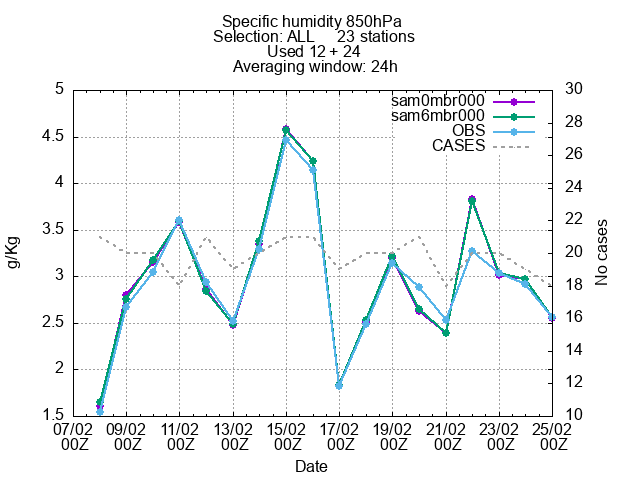 Specific humidity 850hPa
Selection: ALL 23 stations
Used 12 + 24
Averaging window: 24h
sam0mbr000
sam6mbr000
OBS
CASES
5
4.5
4
3.5
3
2.5
2
1.5
g/Kg
30
28
26
24
22
20
18
16
14
12
10
No cases
07/02 09/02 11/02 13/02 15/02 17/02 19/02 21/02 23/02 25/02
00Z 00Z 00Z 00Z 00Z 00Z 00Z 00Z 00Z 00Z
Date